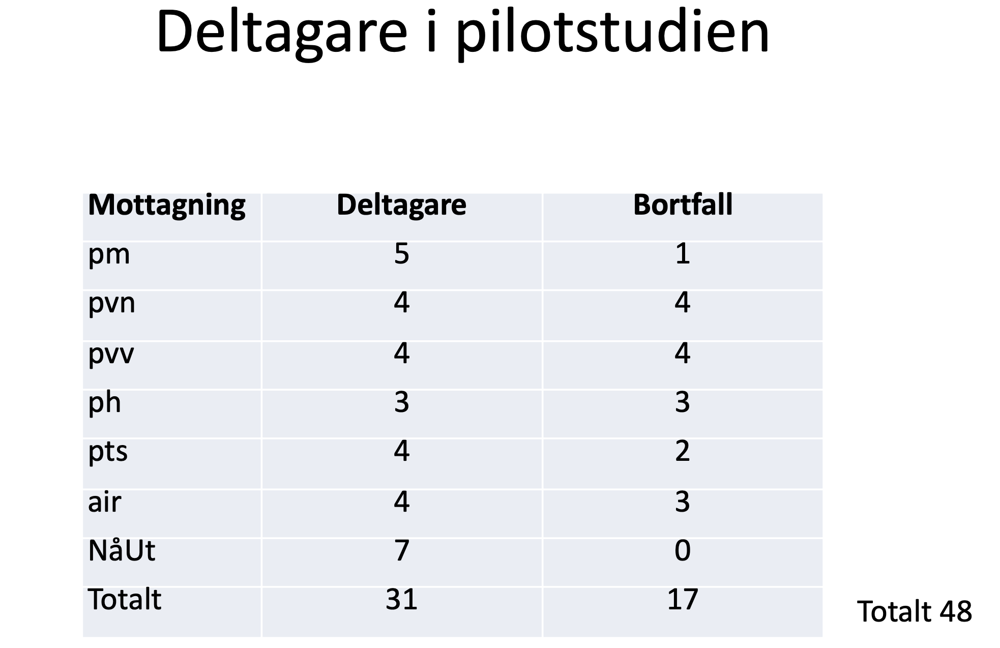 Deltagare i pilotstudien
Mottagning Deltagare Bortfall
pm 5 1
pvn 4 4
pvv 4 4
ph 3 3
pts 4 2
air 4 3
NåUt 7 0
Totalt 31 17
Totalt 48